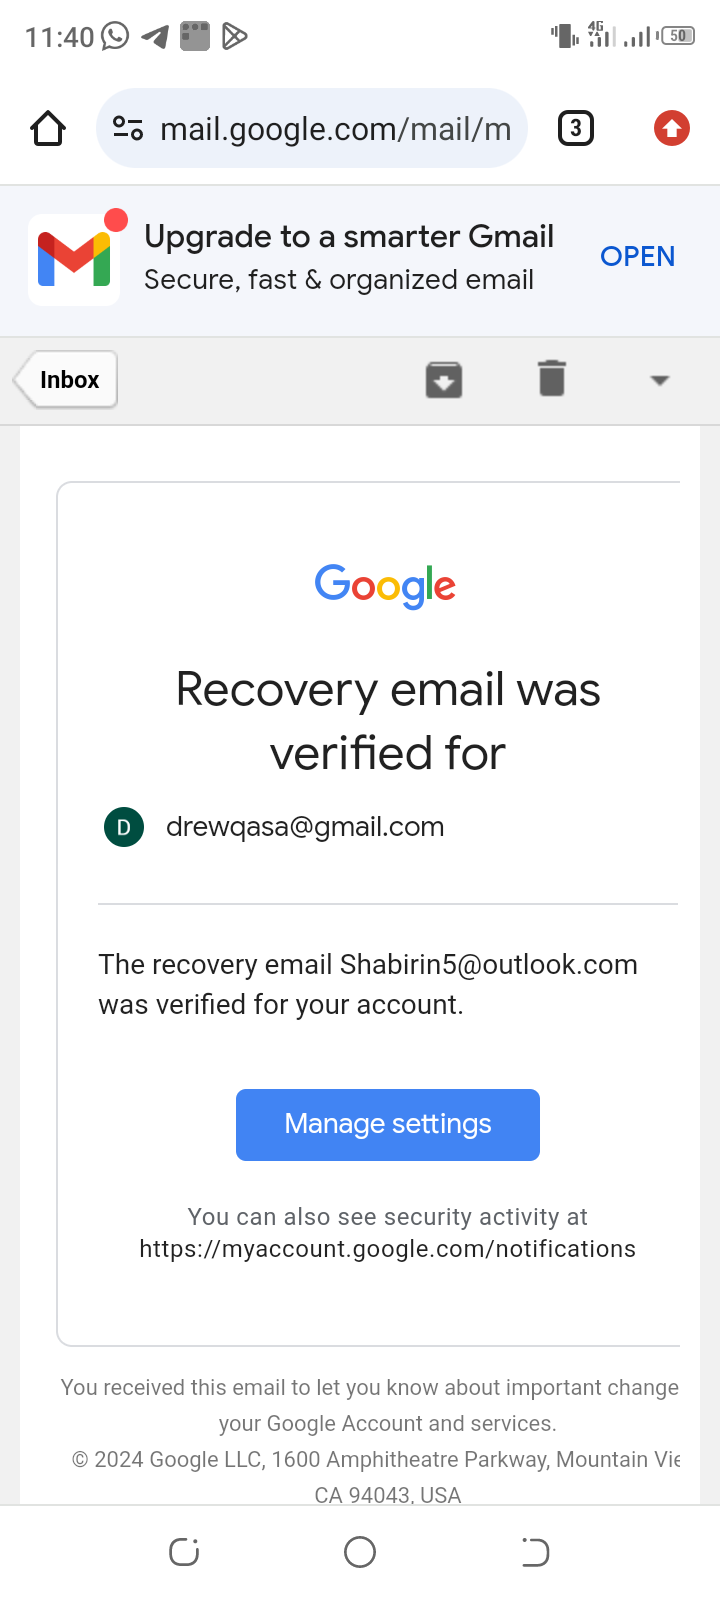 11:40
4G
50
mail.google.com/mail/m
3
Upgrade to a smarter Gmail
Secure, fast & organized email
OPEN
Inbox
Google
Recovery email was
verified for
D
drewqasa@gmail.com
The recovery email Shabirin5@outlook.com
was verified for your account.
Manage settings
You can also see security activity at
https://myaccount.google.com/notifications
You received this email to let you know about important change
your Google Account and services.
© 2024 Google LLC, 1600 Amphitheatre Parkway, Mountain Vie
CA 94043, USA